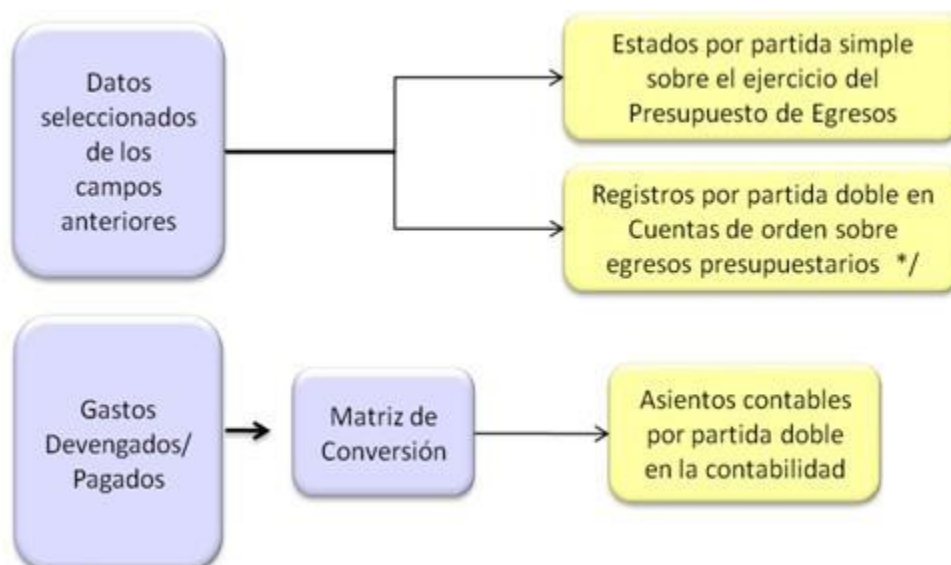 Datos
seleccionados
de los
campos
anteriores
Estados por partida simple
sobre el ejercicio del
Presupuesto de Egresos
Registros por partida doble en
Cuentas de orden sobre
egresos presupuestarios */
Gastos
Devengados/
Pagados
Matriz de
Conversión
Asientos contables
por partida doble
en la contabilidad